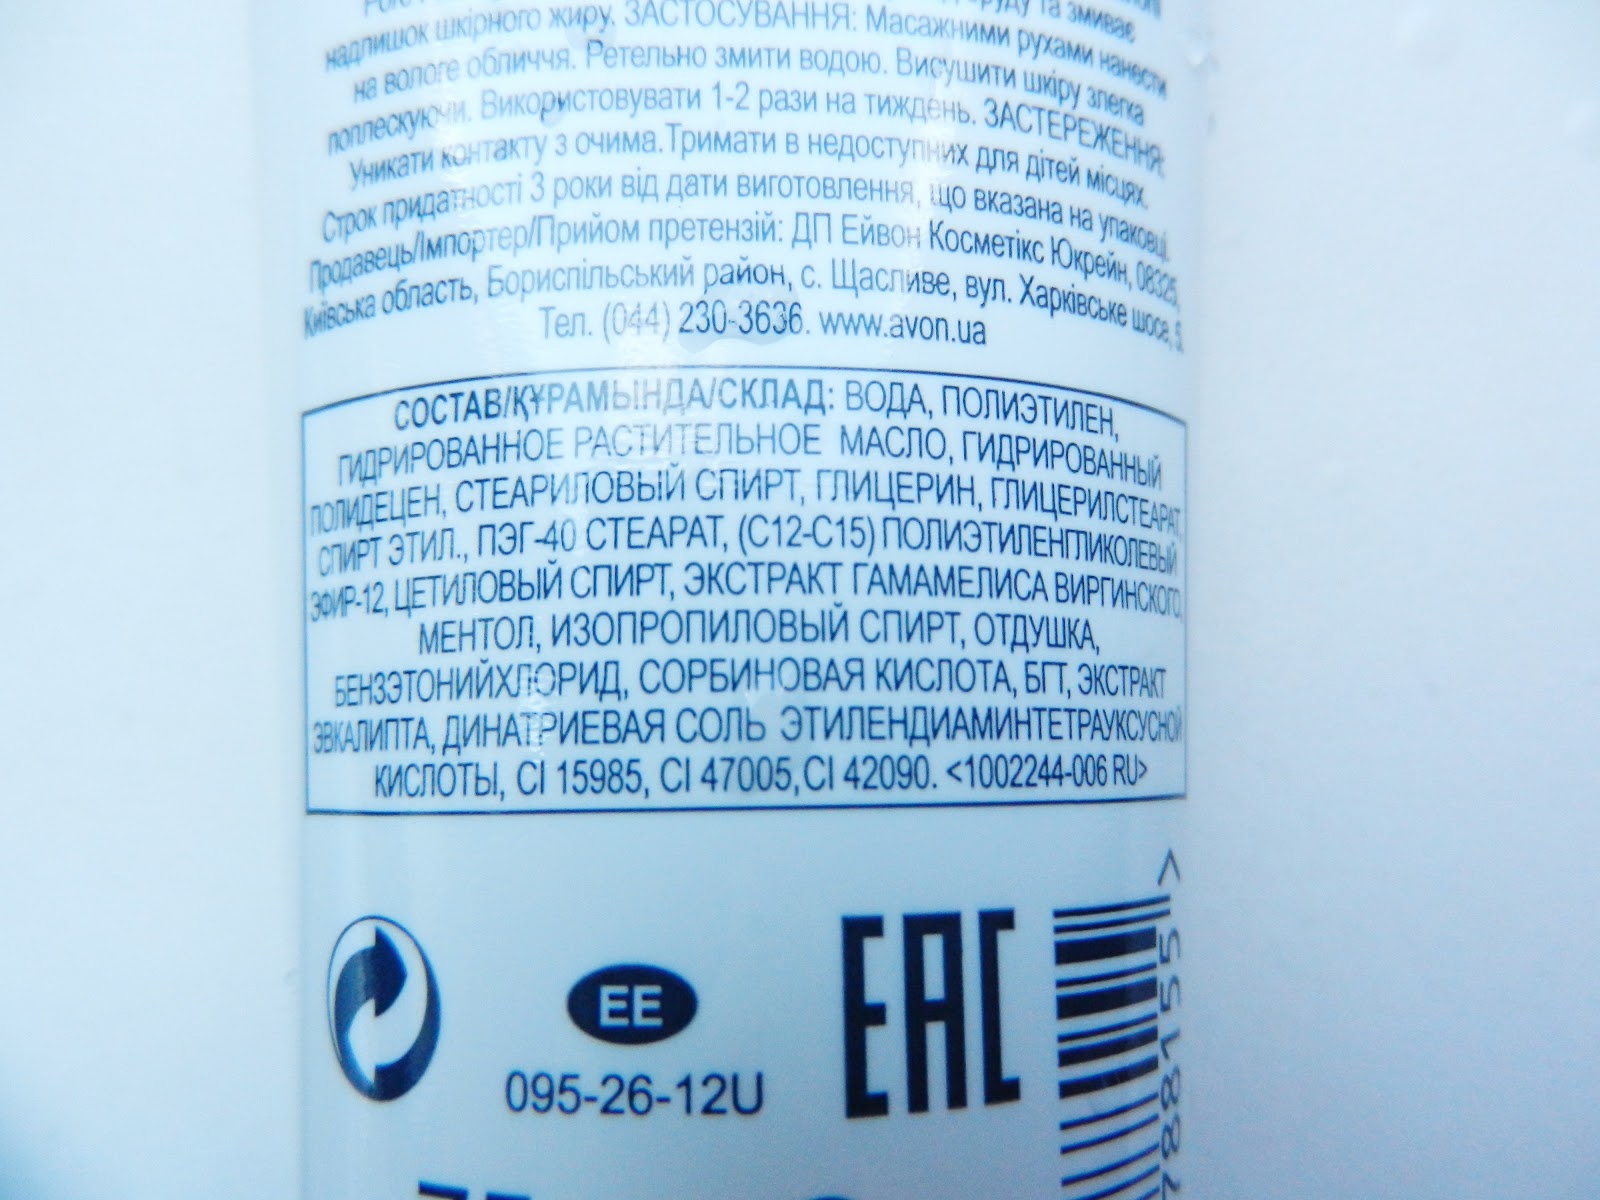 надлишок шкірного жиру. ЗАСТОСУВАННЯ: Масажними рухами нанести
на вологе обличчя. Ретельно змити водою. Висушити шкіру злегка
поплескуючи. Використовувати 1-2 рази на тиждень. ЗАСТЕРЕЖЕННЯ:
Уникати контакту з очима.Тримати в недоступних для дітей місцях.
Строк придатності 3 роки від дати виготовлення, що вказана на упаковці.
Продавець/Імпортер/Прийом претензій: ДП Ейвон Косметікс Юкрейн, 08325,
Київська область, Бориспільський район, с. Щасливе, вул. Харківське шосе, 5.
Тел. (044) 230-3636. www.avon.ua
СОСТАВ/ҚҰРАМЫНДА/СКЛАД: ВОДА, ПОЛИЭТИЛЕН,
ГИДРИРОВАННОЕ РАСТИТЕЛЬНОЕ МАСЛО, ГИДРИРОВАННЫЙ
ПОЛИДЕЦЕН, СТЕАРИЛОВЫЙ СПИРТ, ГЛИЦЕРИН, ГЛИЦЕРИЛСТЕАРАТ,
СПИРТ ЭТИЛ., ПЭГ-40 СТЕАРАТ, (С12-С15) ПОЛИЭТИЛЕНГЛИКОЛЕВЫЙ
ЭФИР-12, ЦЕТИЛОВЫЙ СПИРТ, ЭКСТРАКТ ГАМАМЕЛИСА ВИРГИНСКОГО,
МЕНТОЛ, ИЗОПРОПИЛОВЫЙ СПИРТ, ОТДУШКА,
БЕНЗЭТОНИЙХЛОРИД, СОРБИНОВАЯ КИСЛОТА, БГТ, ЭКСТРАКТ
ЭВКАЛИПТА, ДИНАТРИЕВАЯ СОЛЬ ЭТИЛЕНДИАМИНТЕТРАУКСУСНОЙ
КИСЛОТЫ, CI 15985, CI 47005,CI 42090. <1002244-006 RU>
EE
095-26-12U
EAC
788155>